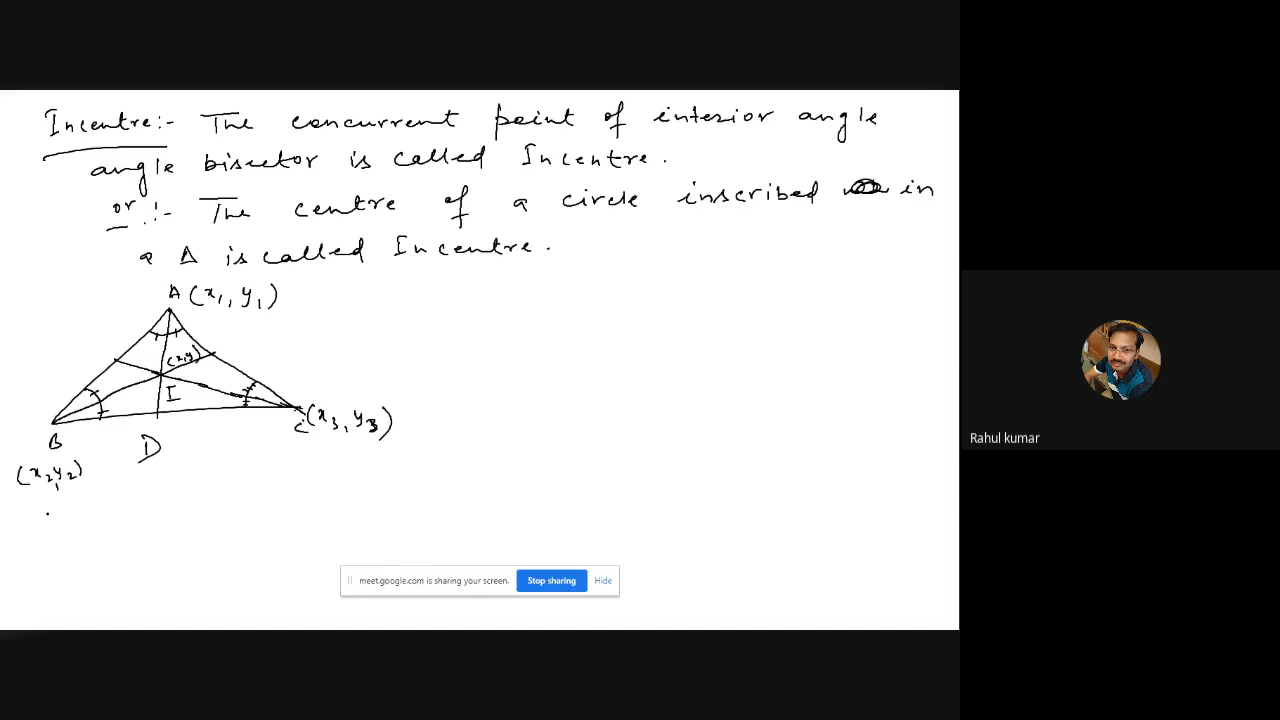 Incentre:- The concurrent point of interior angle
angle bisector is called Incentre.
or :- The centre of a circle inscribed in
a Δ is called Incentre.
A (x₁, y₁)
(x,y)
I
C(x₃, y₃)
B
D
(x₂, y₂)
meet.google.com is sharing your screen.
Stop sharing
Hide
Rahul kumar